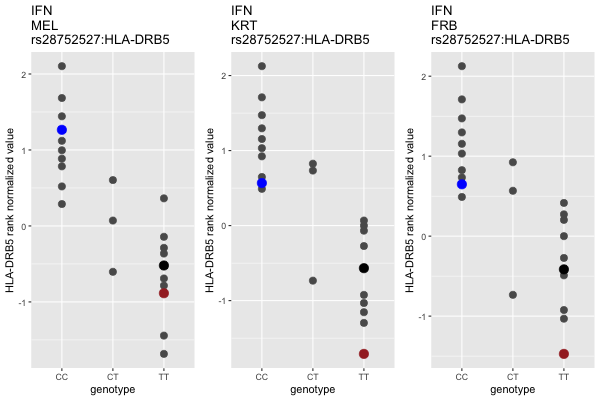 IFN
MEL
rs28752527:HLA-DRB5
HLA-DRB5 rank normalized value
2
1
0
-1
CC
CT
TT
genotype
IFN
KRT
rs28752527:HLA-DRB5
HLA-DRB5 rank normalized value
2
1
0
-1
CC
CT
TT
genotype
IFN
FRB
rs28752527:HLA-DRB5
HLA-DRB5 rank normalized value
2
1
0
-1
CC
CT
TT
genotype